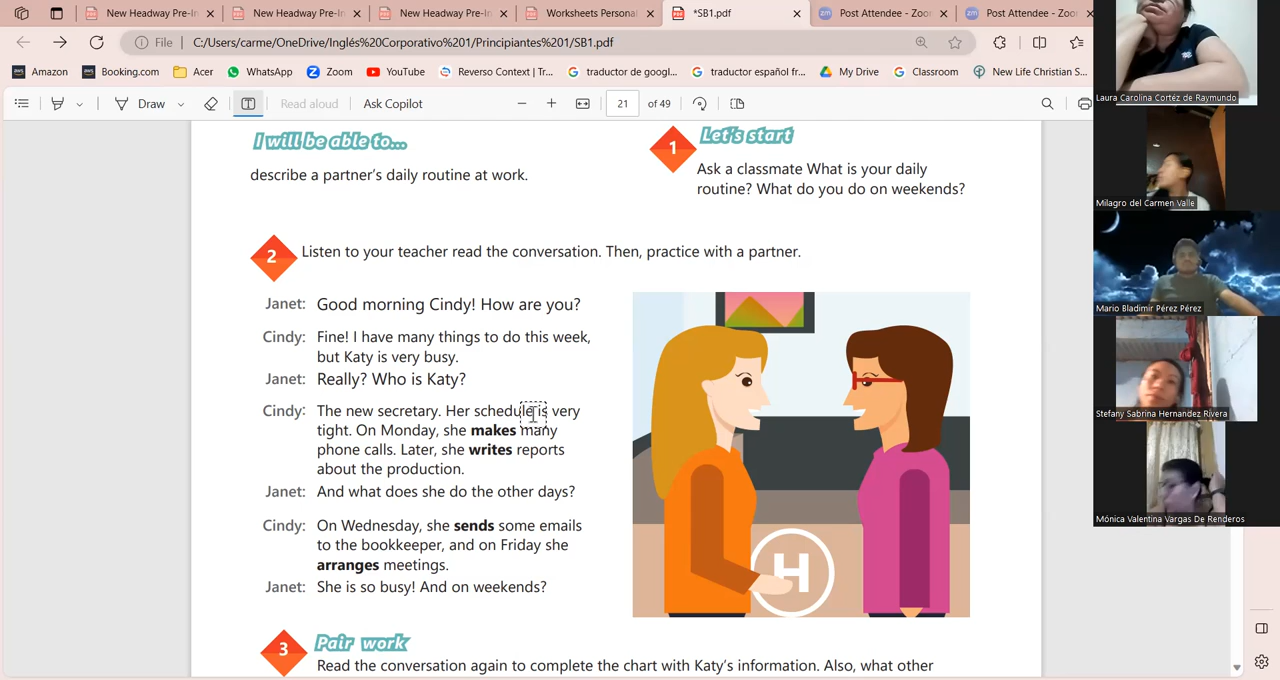 New Headway Pre-In
New Headway Pre-In
New Headway Pre-In
Worksheets Persona
*SB1.pdf
Post Attendee - Zoo
Post Attendee - Zoo
File
C:/Users/carme/OneDrive/Inglés%20Corporativo%201/Principiantes%201/SB1.pdf
Amazon
Booking.com
Acer
WhatsApp
Zoom
YouTube
Reverso Context | Tr...
traductor de googl...
traductor español fr...
My Drive
Classroom
New Life Christian S...
Draw
Read aloud
Ask Copilot
21
of 49
I will be able to...
describe a partner's daily routine at work.
1
Let's start
Ask a classmate What is your daily
routine? What do you do on weekends?
2
Listen to your teacher read the conversation. Then, practice with a partner.
Janet: Good morning Cindy! How are you?
Cindy: Fine! I have many things to do this week,
but Katy is very busy.
Janet: Really? Who is Katy?
Cindy: The new secretary. Her schedule is very
tight. On Monday, she makes many
phone calls. Later, she writes reports
about the production.
Janet: And what does she do the other days?
Cindy: On Wednesday, she sends some emails
to the bookkeeper, and on Friday she
arranges meetings.
Janet: She is so busy! And on weekends?
H
3
Pair work
Read the conversation again to complete the chart with Katy's information. Also, what other
Laura Carolina Cortéz de Raymundo
Milagro del Carmen Valle
Mario Bladimir Pérez Pérez
Stefany Sabrina Hernandez Rivera
Mónica Valentina Vargas De Renderos